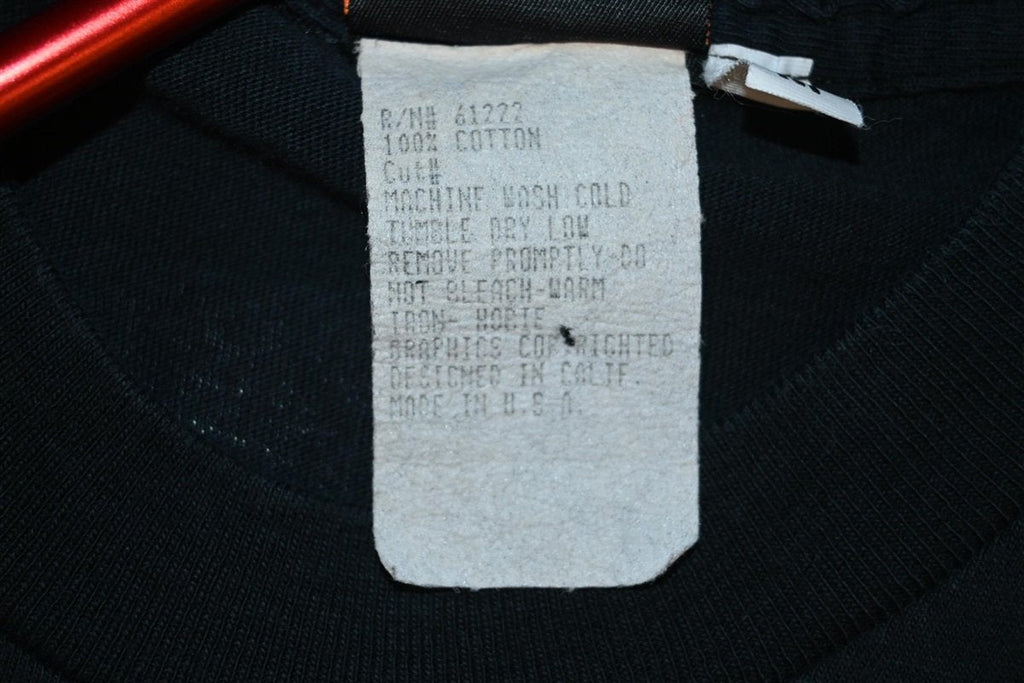 R/N# 61222
100% COTTON
Cut#
MACHINE WASH COLD
TUMBLE DRY LOW
REMOVE PROMPTLY-DO
NOT BLEACH-WARM
IRON- HOBIE
GRAPHICS COPYRIGHTED
DESIGNED IN CALIF.
MADE IN U.S.A.